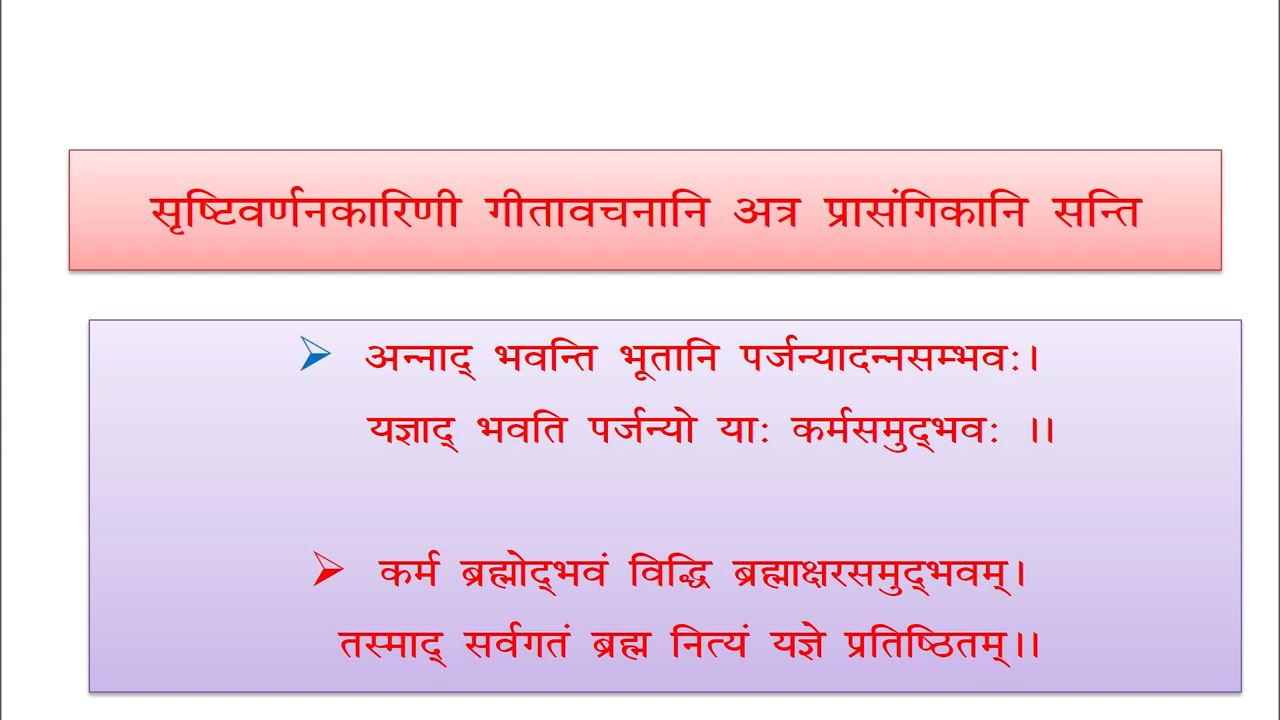 सृष्टिवर्णनकारिणी गीतावचनानि अत्र प्रासंगिकानि सन्ति
अन्नाद् भवन्ति भूतानि पर्जन्यादन्नसम्भवः।
यज्ञाद् भवति पर्जन्यो याः कर्मसमुद्भवः ।।
कर्म ब्रह्मोद्भवं विद्धि ब्रह्माक्षरसमुद्भवम्।
तस्माद् सर्वगतं ब्रह्म नित्यं यज्ञे प्रतिष्ठितम्।।